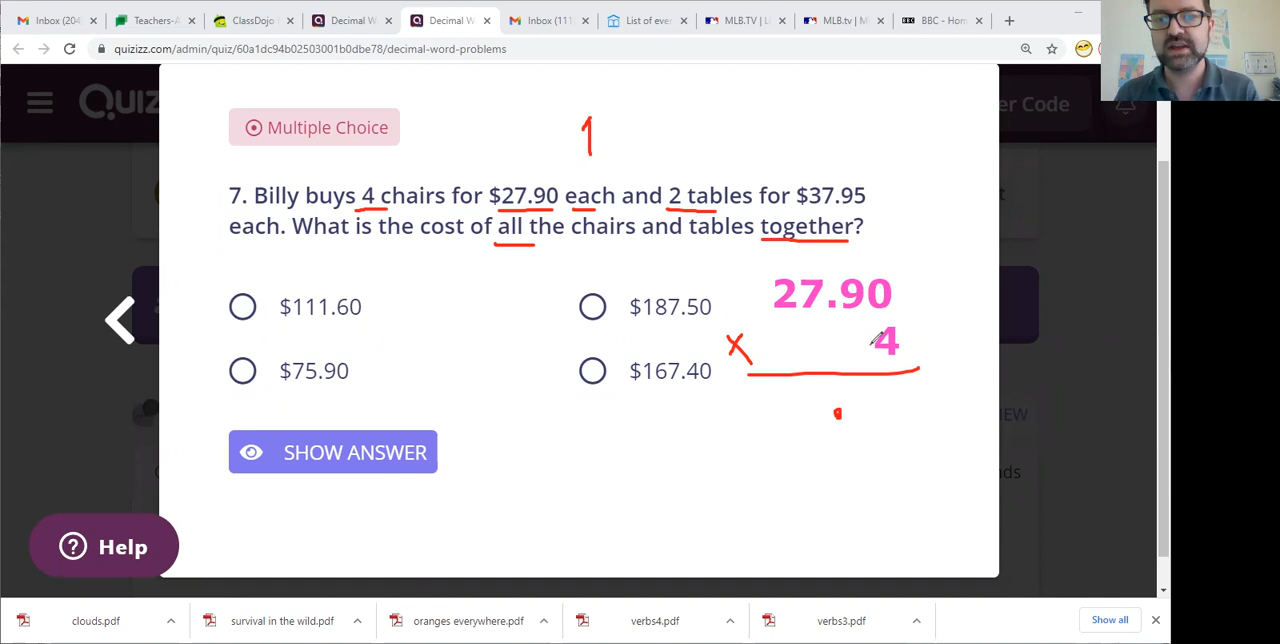 Inbox (204
Teachers-A
ClassDojo
Decimal W
Decimal W
Inbox (111
List of eve
MLB.TV | L
MLB.tv | M
BBC - Hom
quizizz.com/admin/quiz/60a1dc94b02503001b0dbe78/decimal-word-problems
Quiz
er Code
Multiple Choice
1
7. Billy buys 4 chairs for $27.90 each and 2 tables for $37.95
each. What is the cost of all the chairs and tables together?
$111.60
$187.50
$75.90
$167.40
27.90
x 4
.
SHOW ANSWER
Help
clouds.pdf
survival in the wild.pdf
oranges everywhere.pdf
verbs4.pdf
verbs3.pdf
Show all